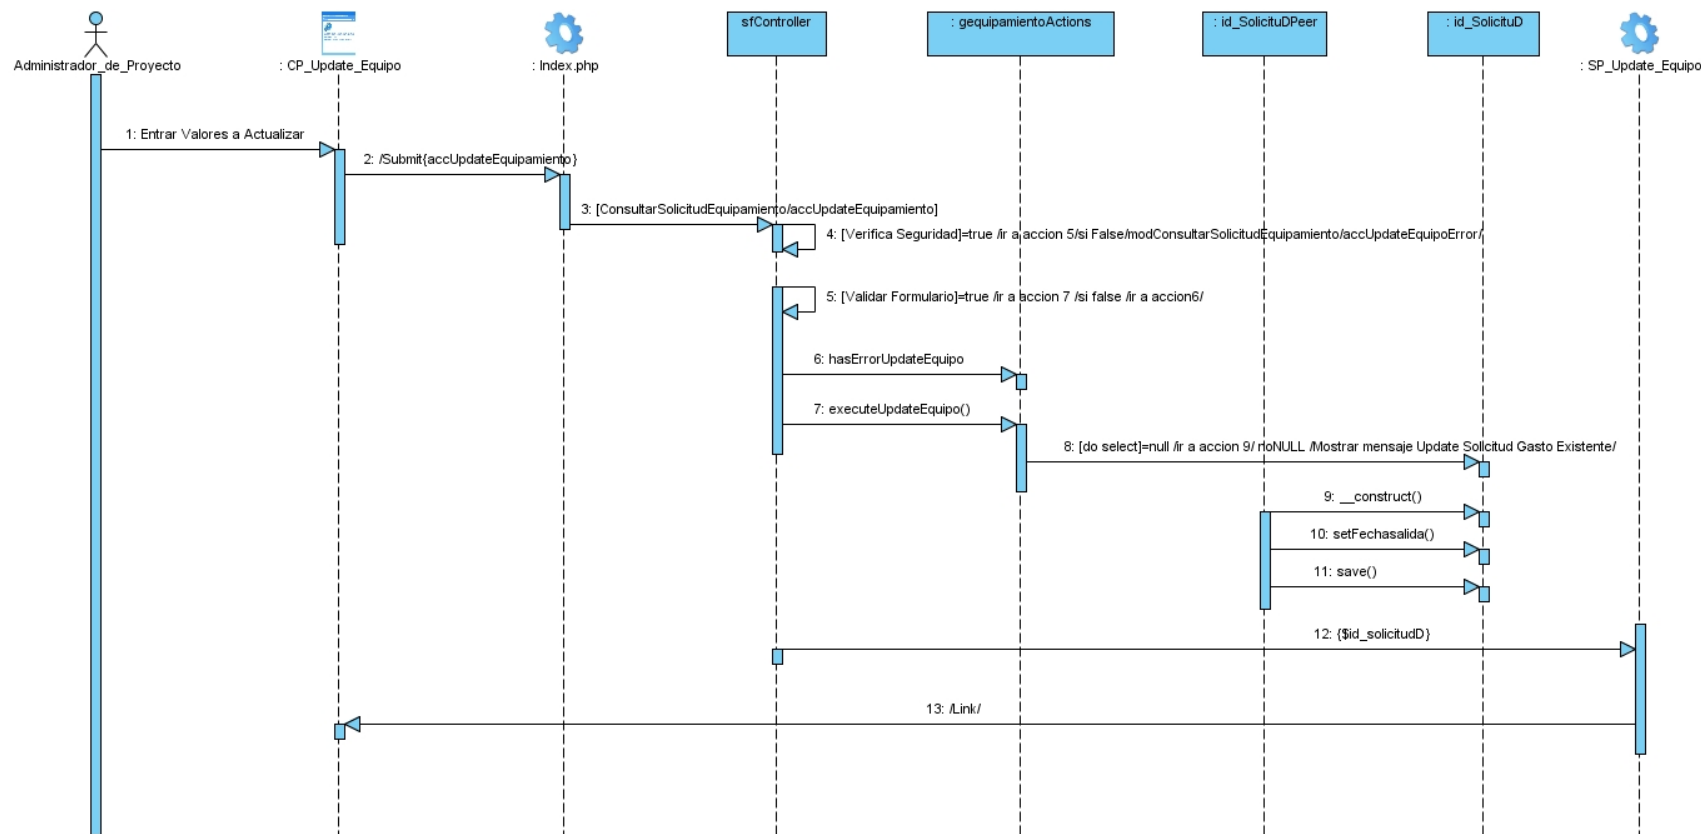 sfController
: gequipamientoActions
: id_SolicituDPeer
: id_SolicituD
Administrador_de_Proyecto
: CP_Update_Equipo
: Index.php
: SP_Update_Equipo
1: Entrar Valores a Actualizar
2: /Submit{accUpdateEquipamiento}
3: [ConsultarSolicitudEquipamiento/accUpdateEquipamiento]
4: [Verifica Seguridad]=true /ir a accion 5/si False/modConsultarSolicitudEquipamiento/accUpdateEquipoError/
5: [Validar Formulario]=true /ir a accion 7 /si false /ir a accion6/
6: hasErrorUpdateEquipo
7: executeUpdateEquipo()
8: [do select]=null /ir a accion 9/ noNULL /Mostrar mensaje Update Solicitud Gasto Existente/
9: __construct()
10: setFechasalida()
11: save()
12: {$id_solicitudD}
13: /Link/